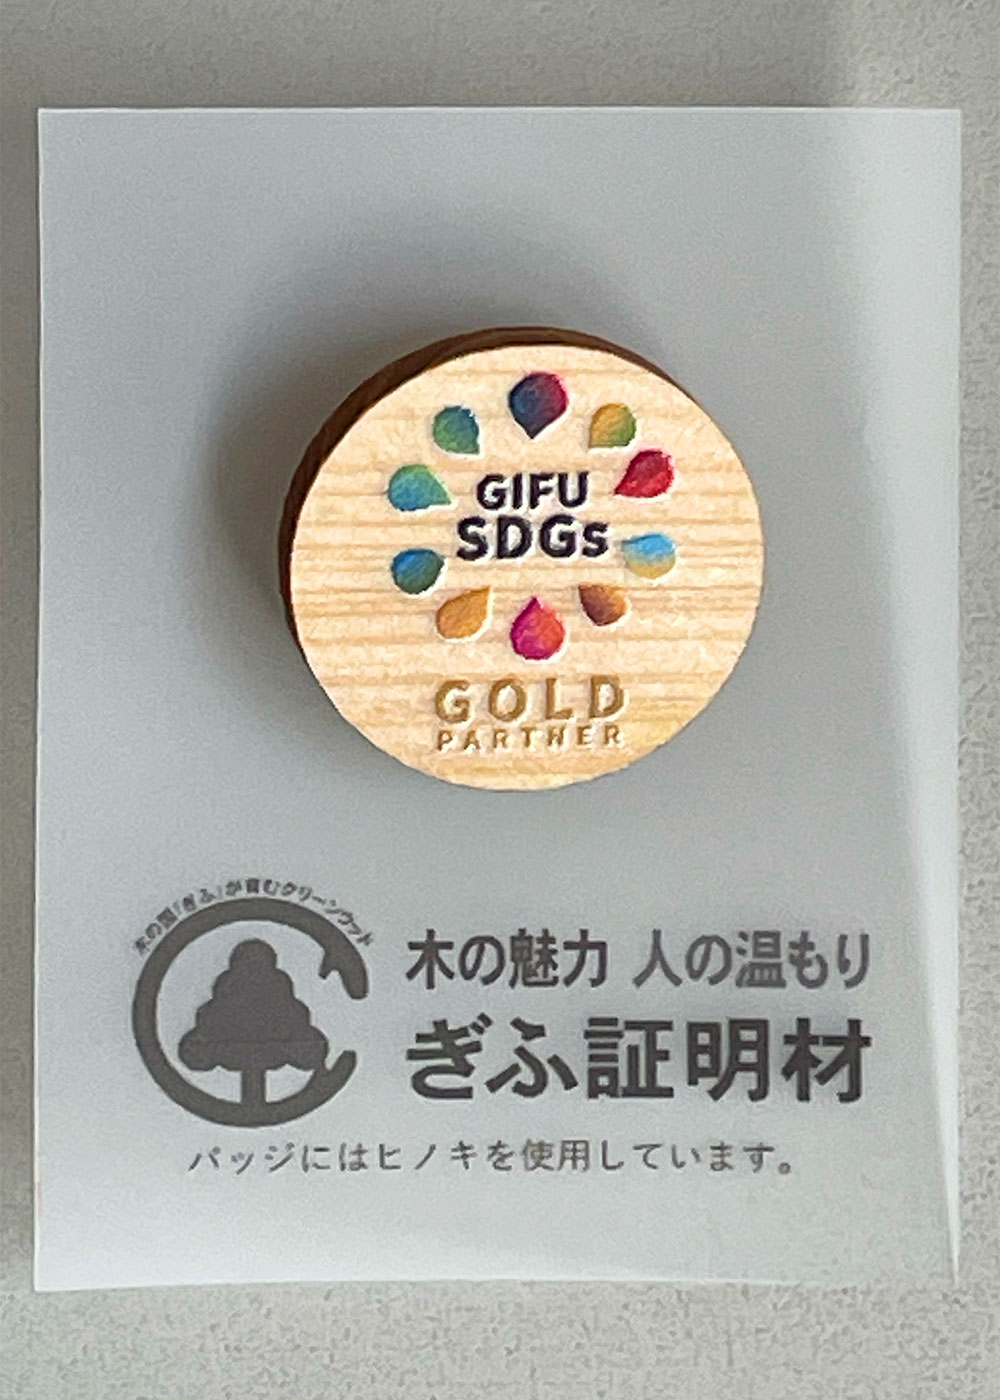 GIFU
SDGs
GOLD
PARTNER
木の国「ぎふ」が育むクリーンウッド
木の魅力 人の温もり
ぎふ証明材
バッジにはヒノキを使用しています。